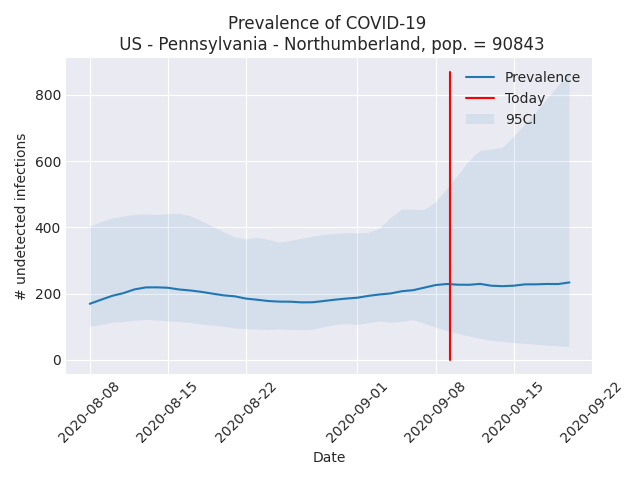 Prevalence of COVID-19
US - Pennsylvania - Northumberland, pop. = 90843
Prevalence
Today
95CI
# undetected infections
800
600
400
200
0
2020-08-08
2020-08-15
2020-08-22
2020-09-01
2020-09-08
2020-09-15
2020-09-22
Date